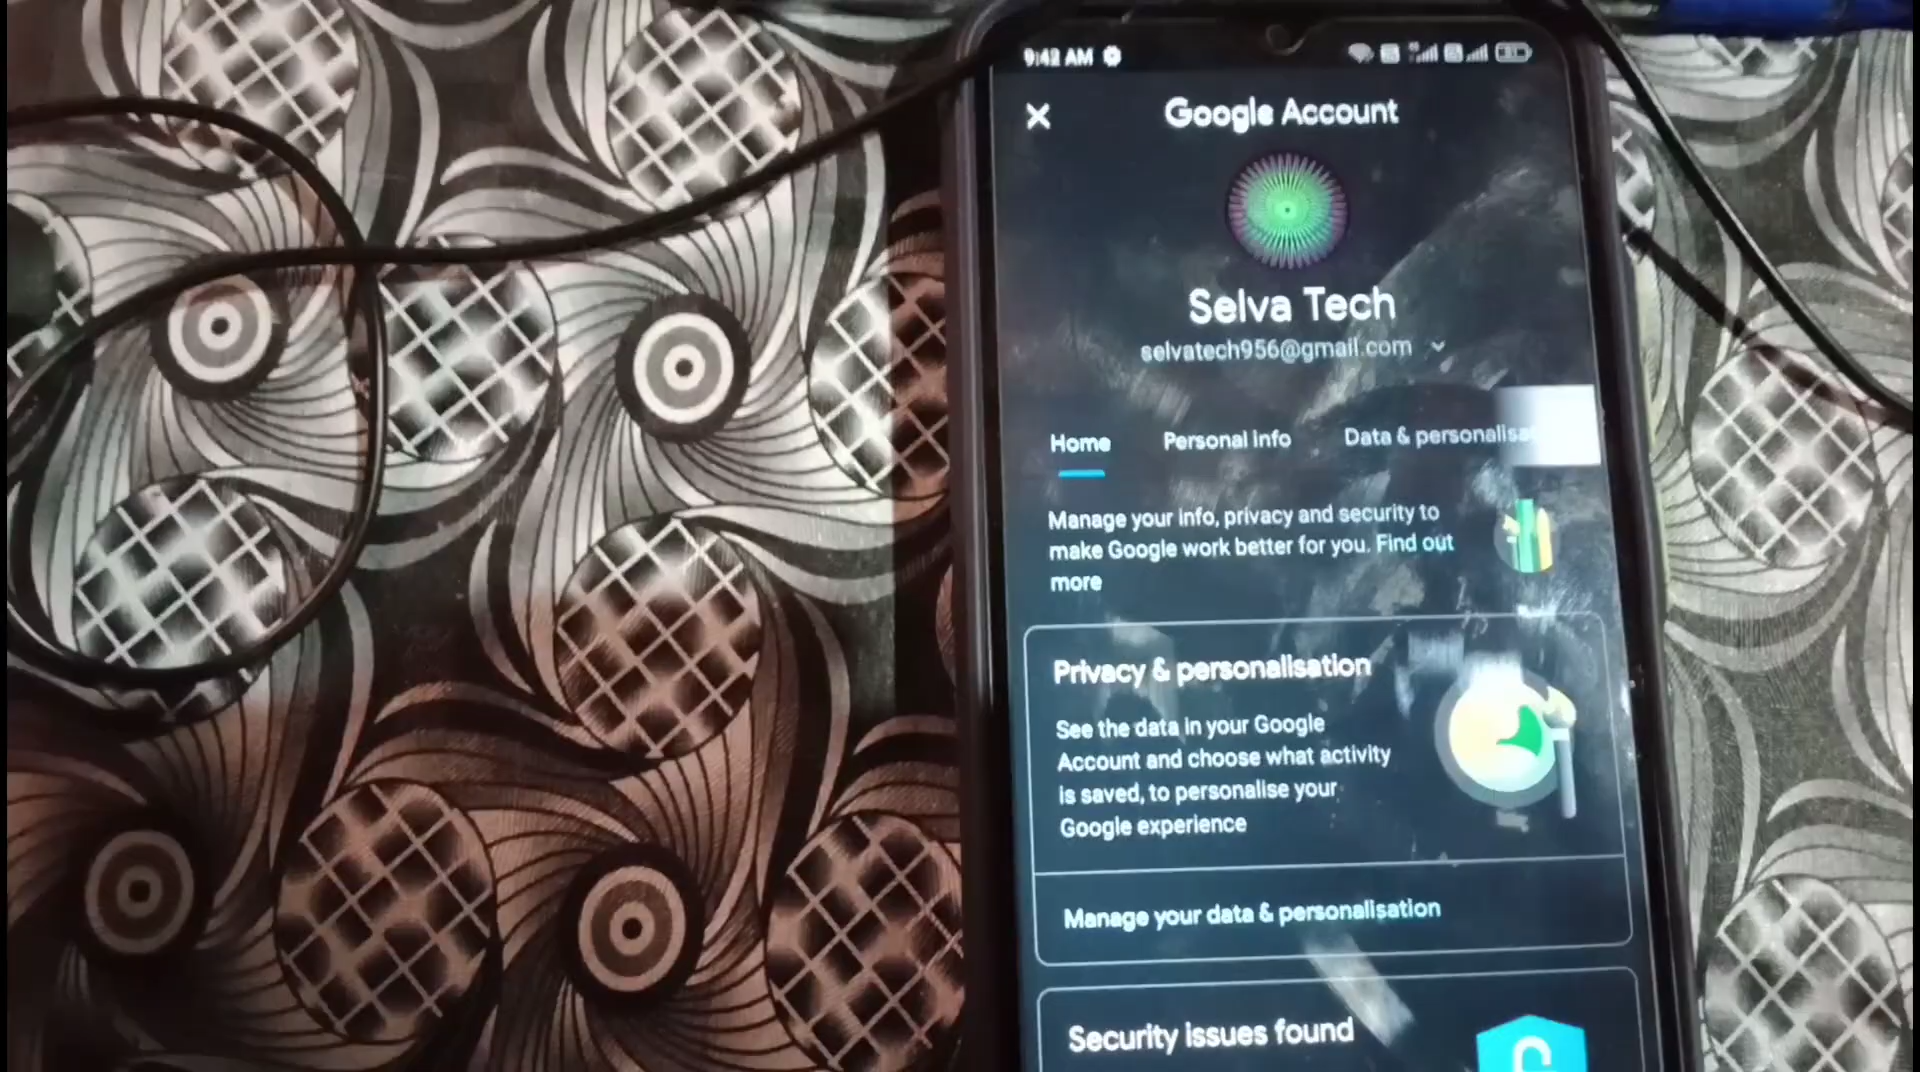 9:42 AM
Google Account
Selva Tech
selvatech956@gmail.com
Home Personal info Data & personalisat
Manage your info, privacy and security to
make Google work better for you. Find out
more
Privacy & personalisation
See the data in your Google
Account and choose what activity
is saved, to personalise your
Google experience
Manage your data & personalisation
Security issues found